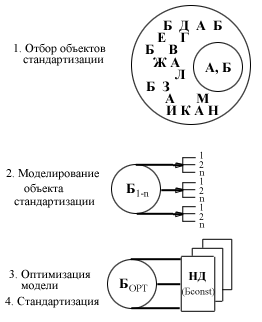 1. Отбор объектов
стандартизации
Б Д А Б
Е Г
Б В
Ж А
Л
Б З
А М
И К А Н
А, Б
2. Моделирование
объекта
стандартизации
Б1-n
1
2
n
1
2
n
1
2
n
3. Оптимизация
модели
4. Стандартизация
БОРТ
НД
(Бconst)